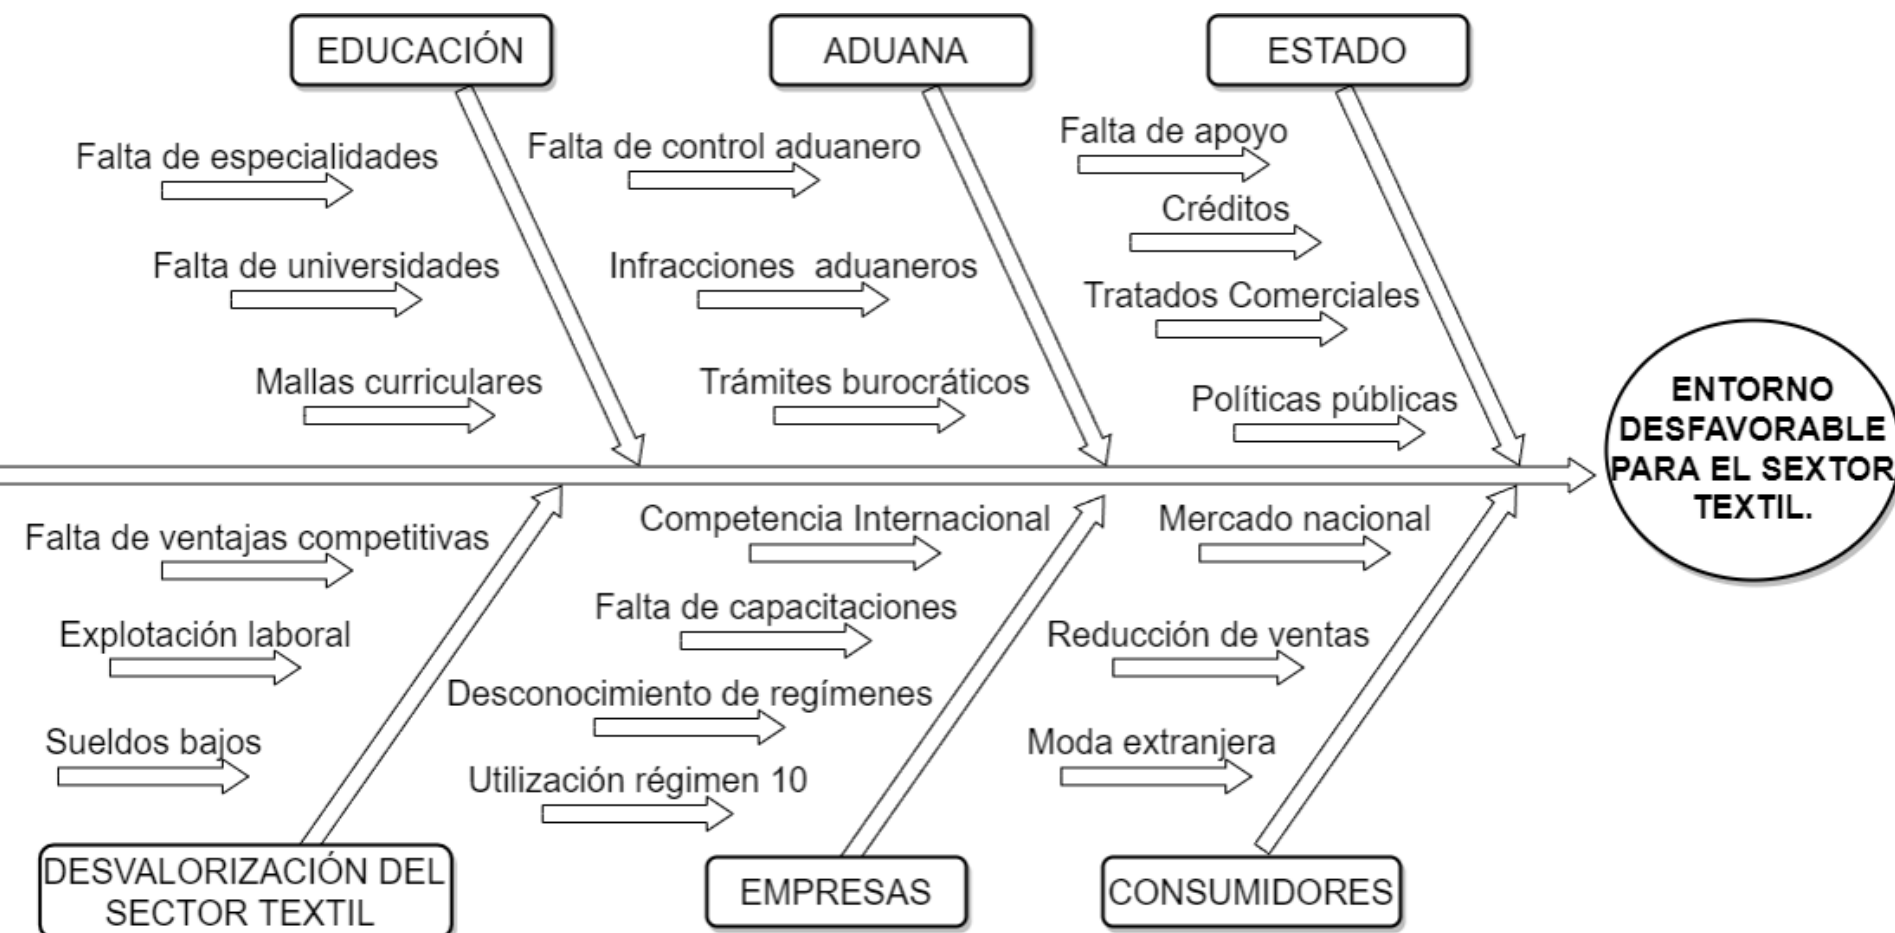 EDUCACIÓN
ADUANA
ESTADO
Falta de especialidades
Falta de universidades
Mallas curriculares
Falta de control aduanero
Infracciones  aduaneros
Trámites burocráticos
Falta de apoyo
Créditos
Tratados Comerciales
Políticas públicas
ENTORNO
DESFAVORABLE
PARA EL SEXTOR
TEXTIL.
Falta de ventajas competitivas
Explotación laboral
Sueldos bajos
Competencia Internacional
Falta de capacitaciones
Desconocimiento de regímenes
Utilización régimen 10
Mercado nacional
Reducción de ventas
Moda extranjera
DESVALORIZACIÓN DEL
SECTOR TEXTIL
EMPRESAS
CONSUMIDORES